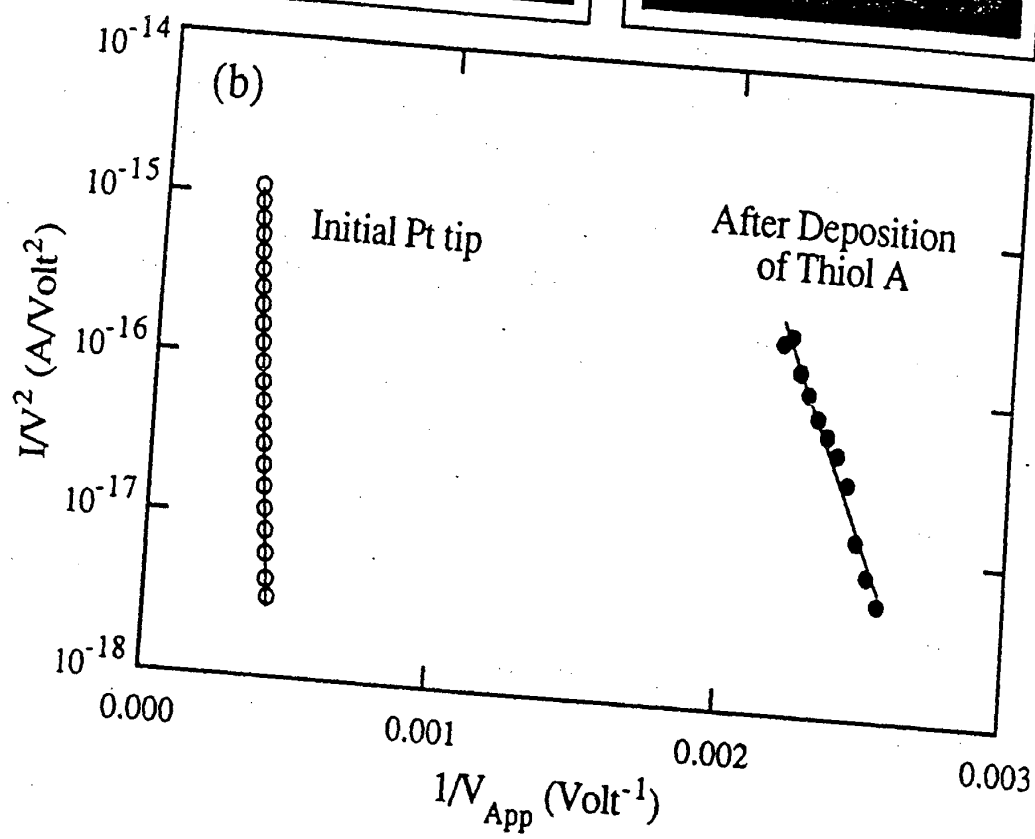 10^-14
(b)
10^-15
Initial Pt tip
After Deposition
of Thiol A
10^-16
I/V^2 (A/Volt^2)
10^-17
10^-18
0.000
0.001
0.002
0.003
1/V_App (Volt^-1)